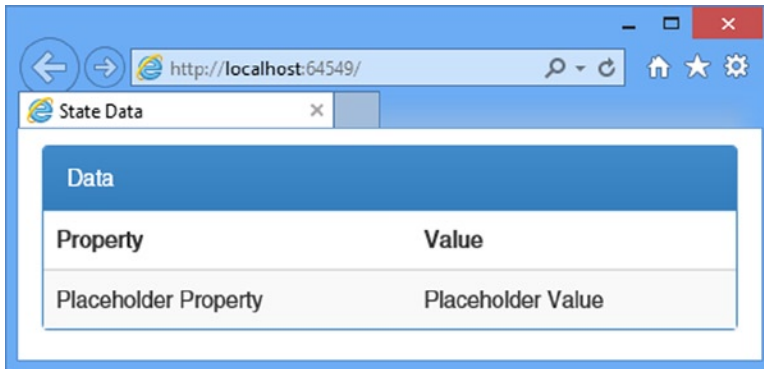 http://localhost:64549/
State Data
Data
Property Value
Placeholder Property Placeholder Value